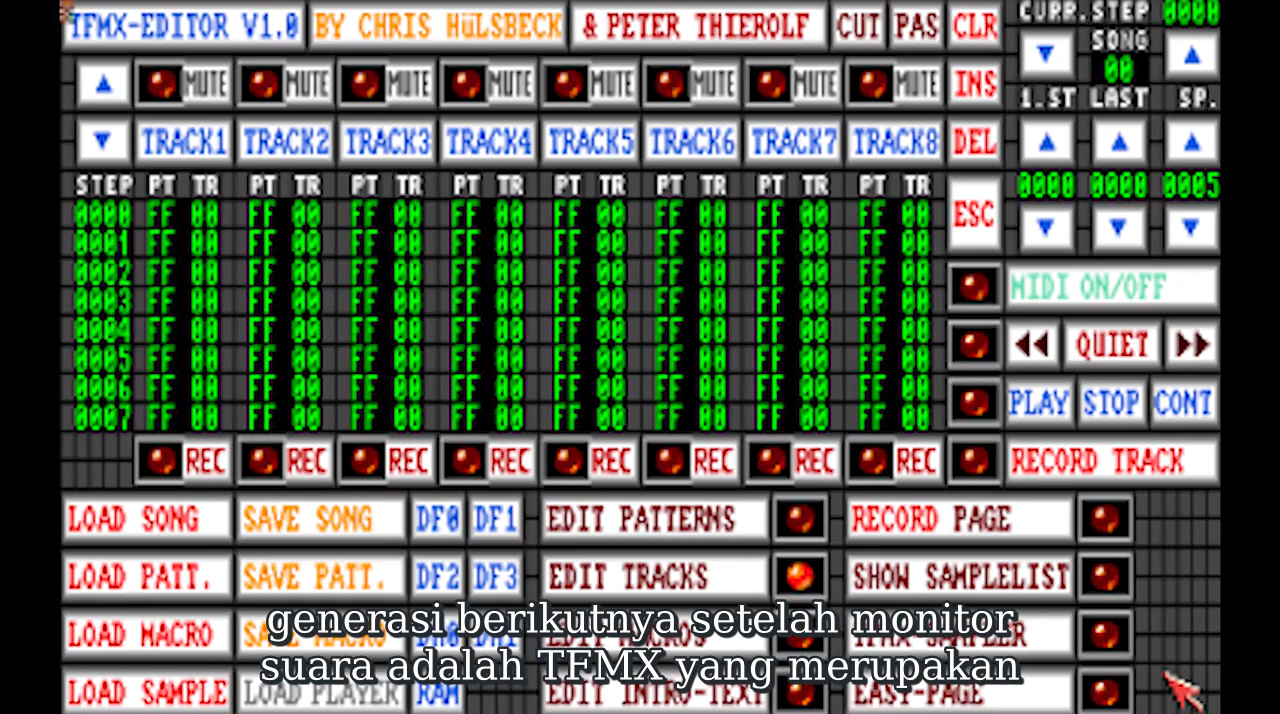 TFMX-EDITOR V1.0 BY CHRIS HüLSBECK & PETER THIEROLF CUT PAS CLR CURR.STEP 0000
SONG
00
MUTE MUTE MUTE MUTE MUTE MUTE MUTE MUTE INS
1.ST LAST SP.
TRACK1 TRACK2 TRACK3 TRACK4 TRACK5 TRACK6 TRACK7 TRACK8 DEL
STEP PT TR PT TR PT TR PT TR PT TR PT TR PT TR PT TR 0000 0000 0005
ESC
0000 FF 00 FF 00 FF 00 FF 00 FF 00 FF 00 FF 00 FF 00
0001 FF 00 FF 00 FF 00 FF 00 FF 00 FF 00 FF 00 FF 00
0002 FF 00 FF 00 FF 00 FF 00 FF 00 FF 00 FF 00 FF 00
MIDI ON/OFF
0003 FF 00 FF 00 FF 00 FF 00 FF 00 FF 00 FF 00 FF 00
0004 FF 00 FF 00 FF 00 FF 00 FF 00 FF 00 FF 00 FF 00
QUIET
0005 FF 00 FF 00 FF 00 FF 00 FF 00 FF 00 FF 00 FF 00
0006 FF 00 FF 00 FF 00 FF 00 FF 00 FF 00 FF 00 FF 00
PLAY STOP CONT
0007 FF 00 FF 00 FF 00 FF 00 FF 00 FF 00 FF 00 FF 00
REC REC REC REC REC REC REC REC RECORD TRACK
LOAD SONG SAVE SONG DF0 DF1 EDIT PATTERNS RECORD PAGE
LOAD PATT. SAVE PATT. DF2 DF3 EDIT TRACKS SHOW SAMPLELIST
LOAD MACRO SAVE MACRO EDIT MACROS TFMX-SAMPLER
generasi berikutnya setelah monitor
suara adalah TFMX yang merupakan
LOAD SAMPLE LOAD PLAYER RAM EDIT INTRO-TEXT EASY-PAGE